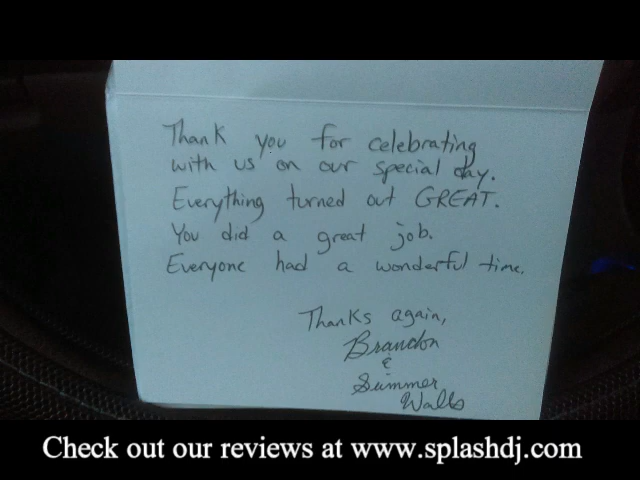 Thank you for celebrating
with us on our special day.
Everything turned out GREAT.
You did a great job.
Everyone had a wonderful time.
Thanks again,
Brandon
&
Summer
Walls
Check out our reviews at www.splashdj.com